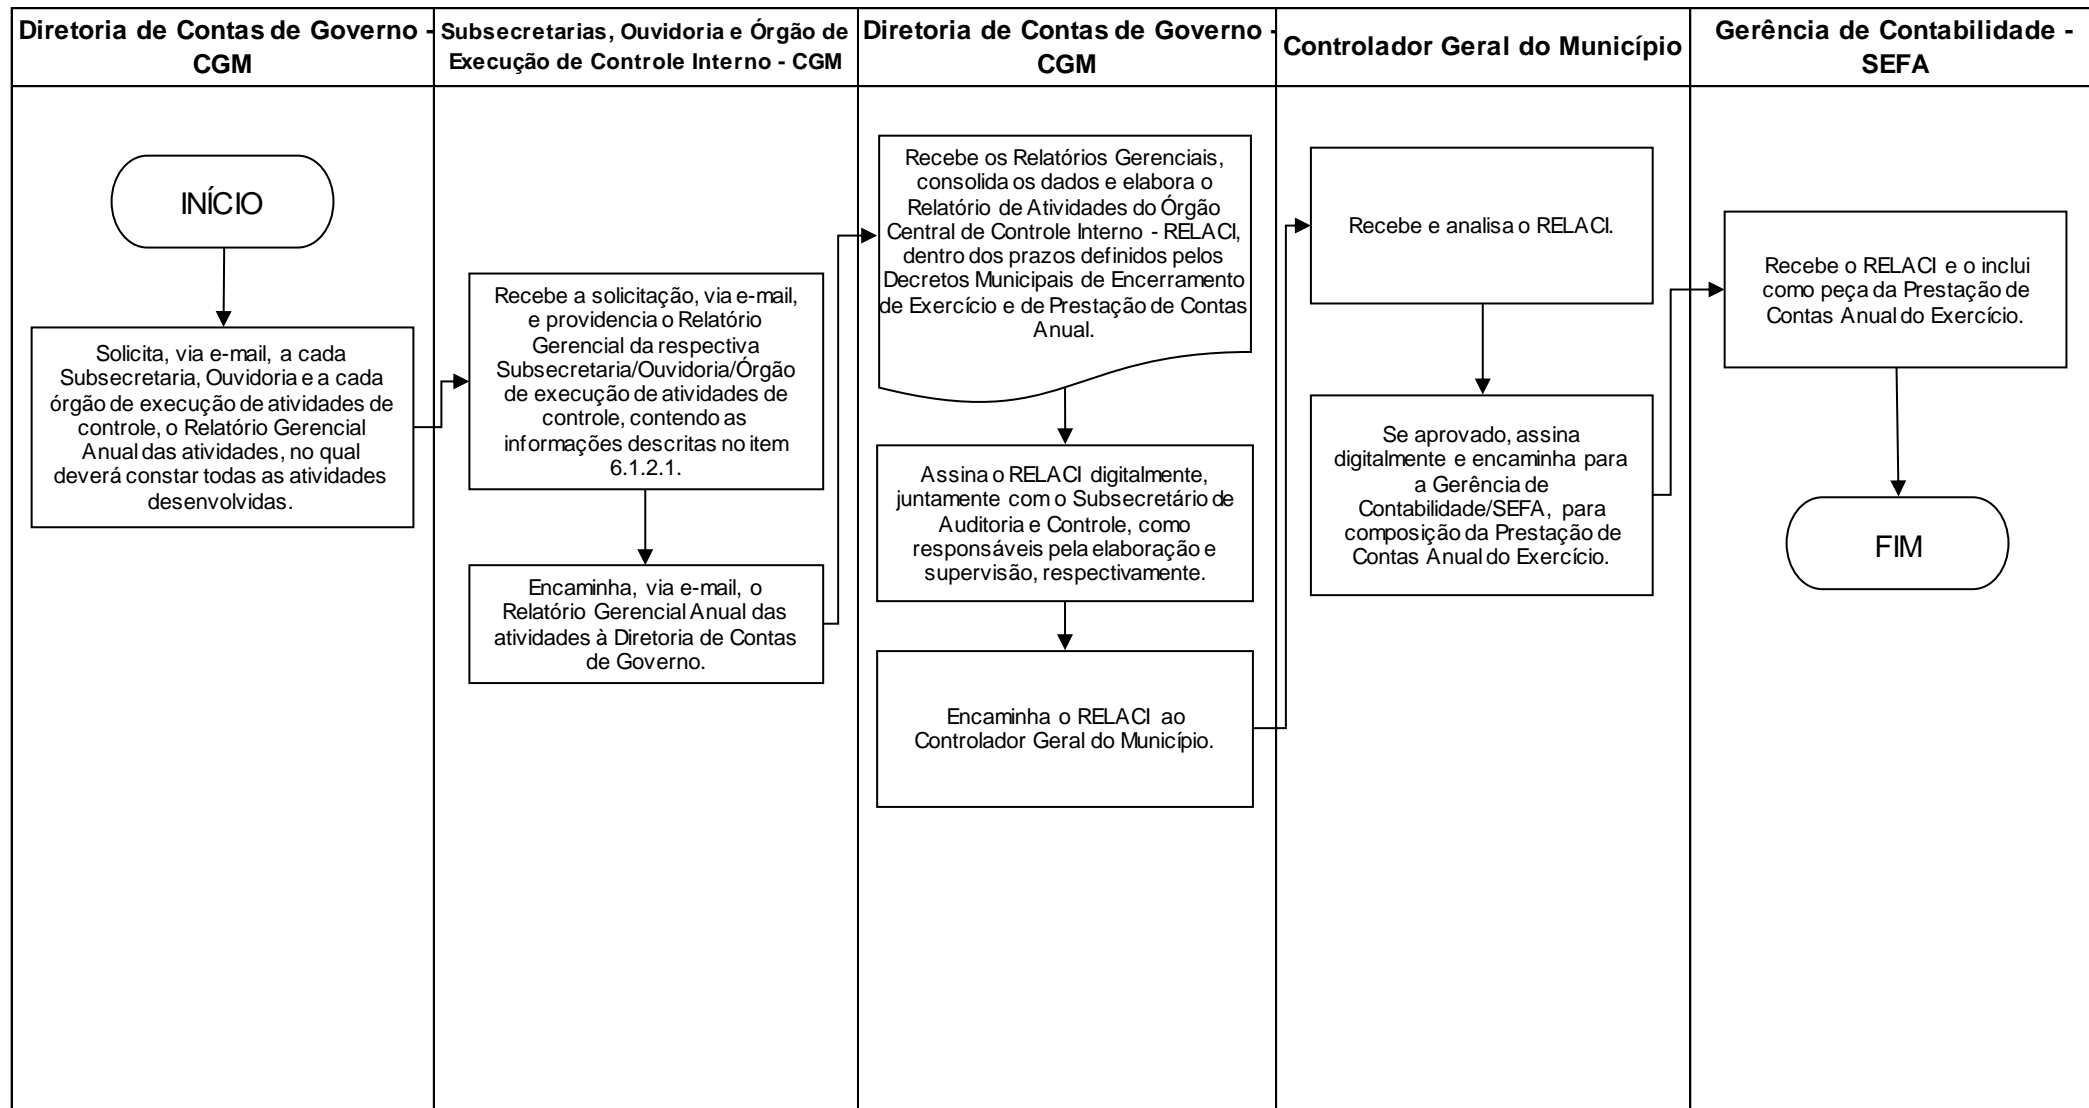 Diretoria de Contas de Governo -
CGM
Subsecretarias, Ouvidoria e Órgão de
Execução de Controle Interno - CGM
Diretoria de Contas de Governo -
CGM
Controlador Geral do Município
Gerência de Contabilidade -
SEFA
INÍCIO
Solicita, via e-mail, a cada
Subsecretaria, Ouvidoria e a cada
órgão de execução de atividades de
controle, o Relatório Gerencial
Anual das atividades, no qual
deverá constar todas as atividades
desenvolvidas.
Recebe a solicitação, via e-mail,
e providencia o Relatório
Gerencial da respectiva
Subsecretaria/Ouvidoria/Órgão
de execução de atividades de
controle, contendo as
informações descritas no item
6.1.2.1.
Encaminha, via e-mail, o
Relatório Gerencial Anual das
atividades à Diretoria de Contas
de Governo.
Recebe os Relatórios Gerenciais,
consolida os dados e elabora o
Relatório de Atividades do Órgão
Central de Controle Interno - RELACI,
dentro dos prazos definidos pelos
Decretos Municipais de Encerramento
de Exercício e de Prestação de Contas
Anual.
Assina o RELACI digitalmente,
juntamente com o Subsecretário de
Auditoria e Controle, como
responsáveis pela elaboração e
supervisão, respectivamente.
Encaminha o RELACI ao
Controlador Geral do Município.
Recebe e analisa o RELACI.
Se aprovado, assina
digitalmente e encaminha para
a Gerência de
Contabilidade/SEFA, para
composição da Prestação de
Contas Anual do Exercício.
Recebe o RELACI e o inclui
como peça da Prestação de
Contas Anual do Exercício.
FIM